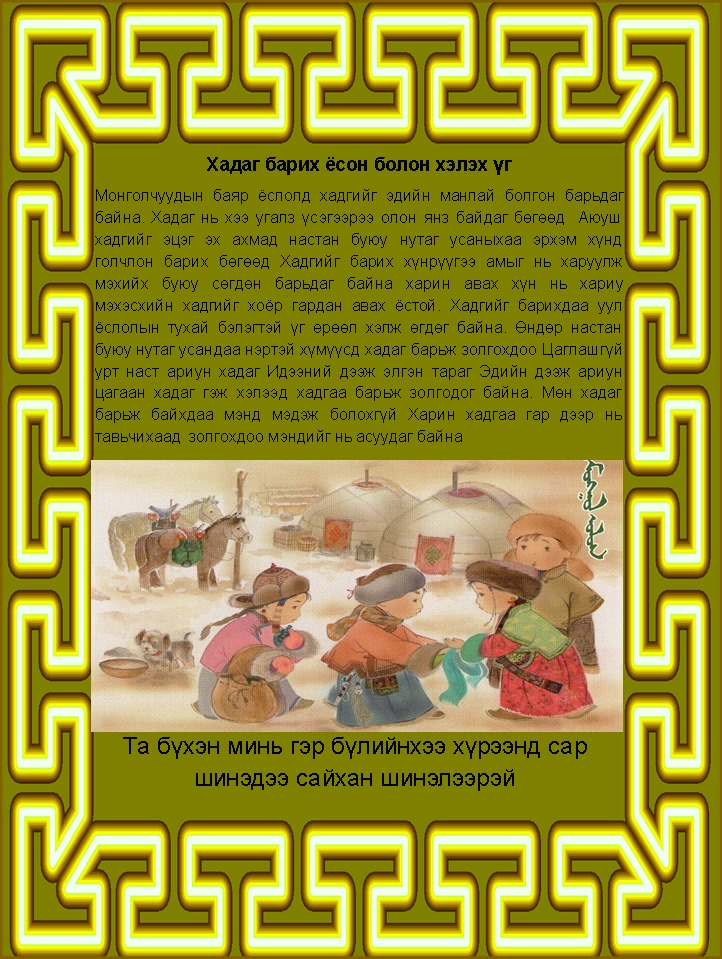 Хадаг барих ёсон болон хэлэх үг
Монголчуудын баяр ёслолд хадгийг эдийн манлай болгон барьдаг
байна. Хадаг нь хээ угалз үсэгээрээ олон янз байдаг бөгөөд Аюуш
хадгийг эцэг эх ахмад настан буюу нутаг усаныхаа эрхэм хүнд
голчлон барих бөгөөд Хадгийг барих хүнрүүгээ амыг нь харуулж
мэхийх буюу сөгдөн барьдаг байна харин авах хүн нь хариу
мэхэсхийн хадгийг хоёр гардан авах ёстой. Хадгийг барихдаа уул
ёслолын тухай бэлэгтэй үг ерөөл хэлж өгдөг байна. Өндөр настан
буюу нутаг усандаа нэртэй хүмүүсд хадаг барьж золгохдоо Цаглашгүй
урт наст ариун хадаг Идээний дээж элгэн тараг Эдийн дээж ариун
цагаан хадаг гэж хэлээд хадгаа барьж золгодог байна. Мөн хадаг
барьж байхдаа мэнд мэдэж болохгүй Харин хадгаа гар дээр нь
тавьчихаад золгохдоо мэндийг нь асуудаг байна
Та бүхэн минь гэр бүлийнхээ хүрээнд сар
шинэдээ сайхан шинэлээрэй